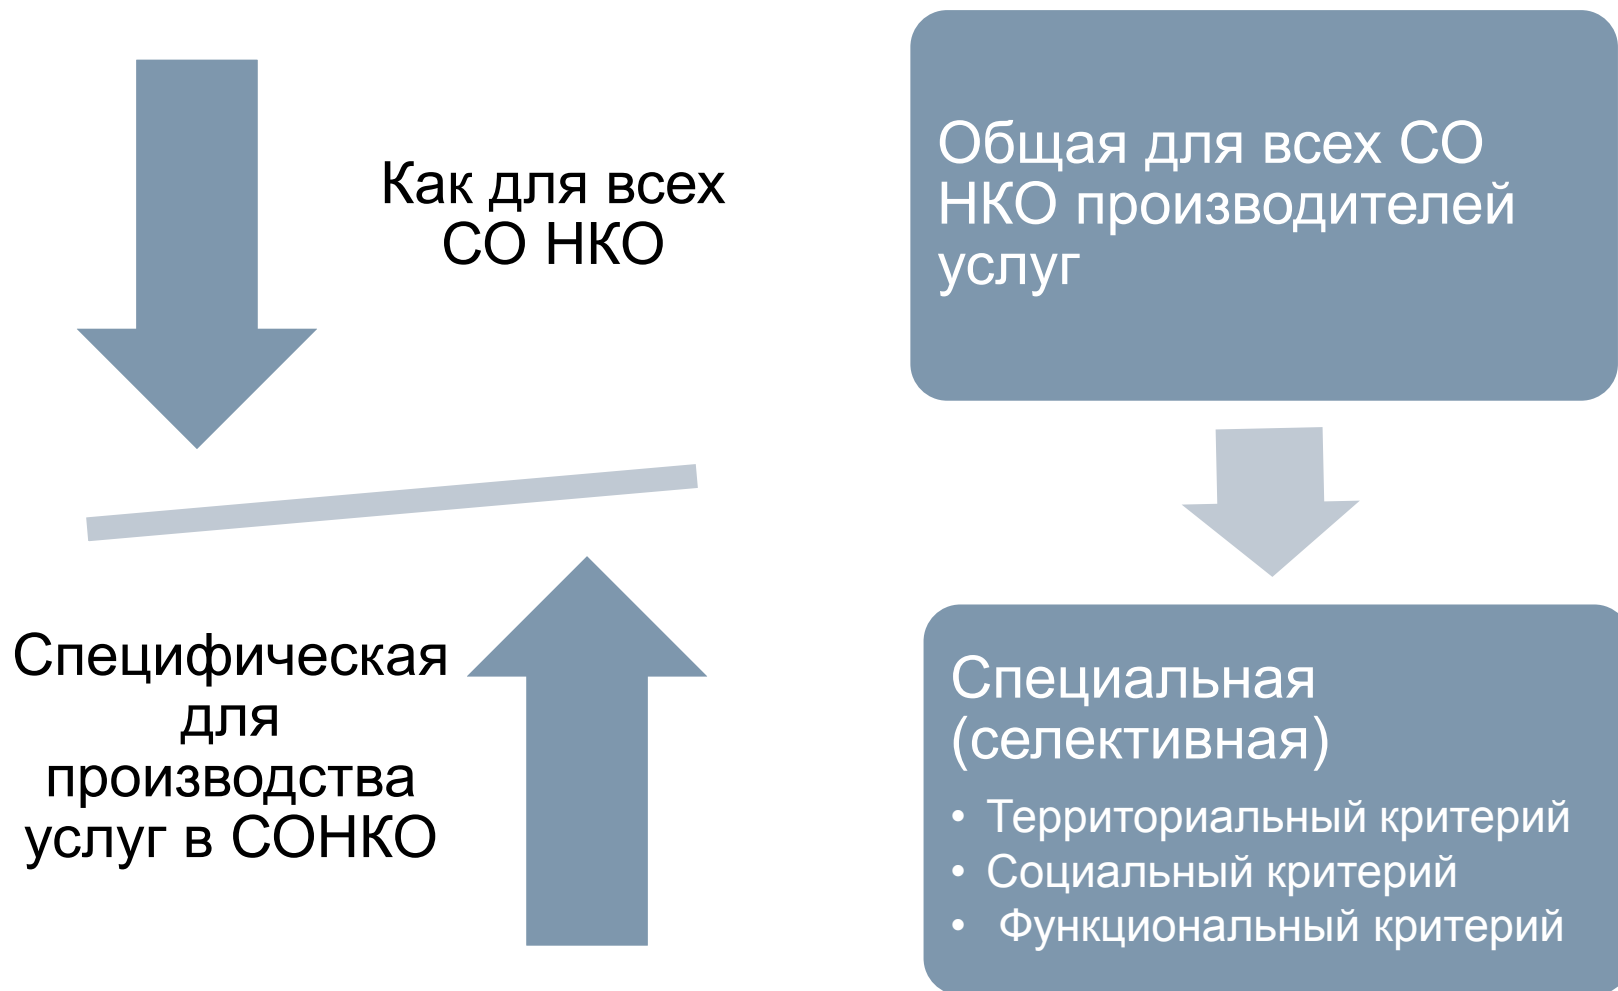 Как для всех
СО НКО
Специфическая
для
производства
услуг в СОНКО
Общая для всех СО
НКО производителей
услуг
Специальная
(селективная)
• Территориальный критерий
• Социальный критерий
• Функциональный критерий